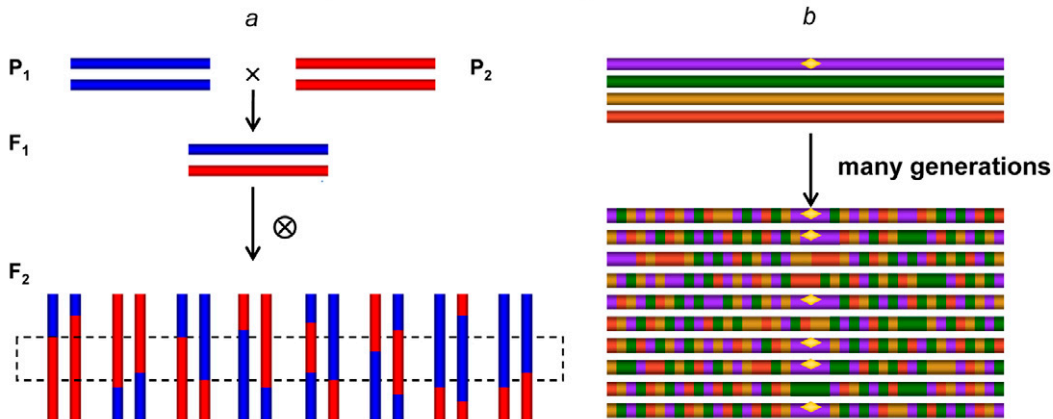 a
b
P₁
×
P₂
F₁
⊗
many generations
F₂